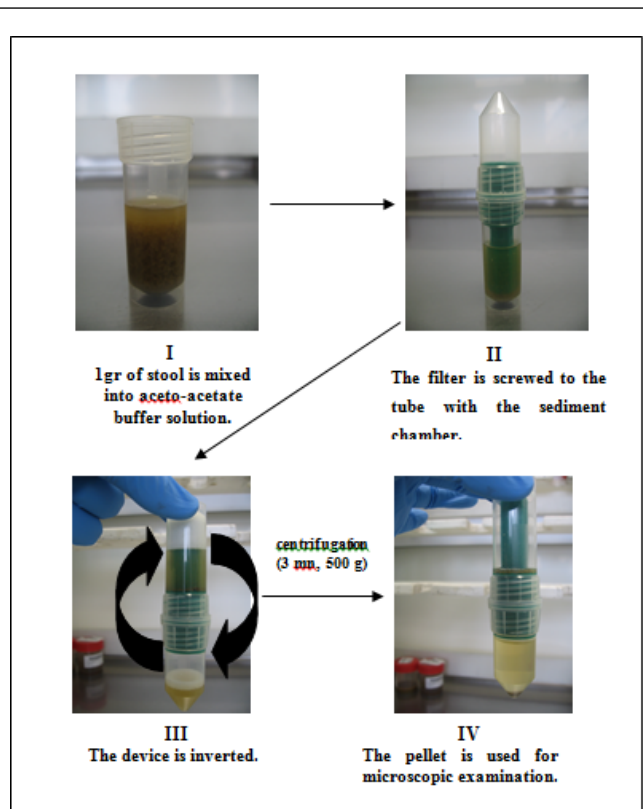 I
1gr of stool is mixed
into aceto-acetate
buffer solution.
II
The filter is screwed to the
tube with the sediment
chamber.
III
The device is inverted.
centrifugation
(3 mn, 500 g)
IV
The pellet is used for
microscopic examination.